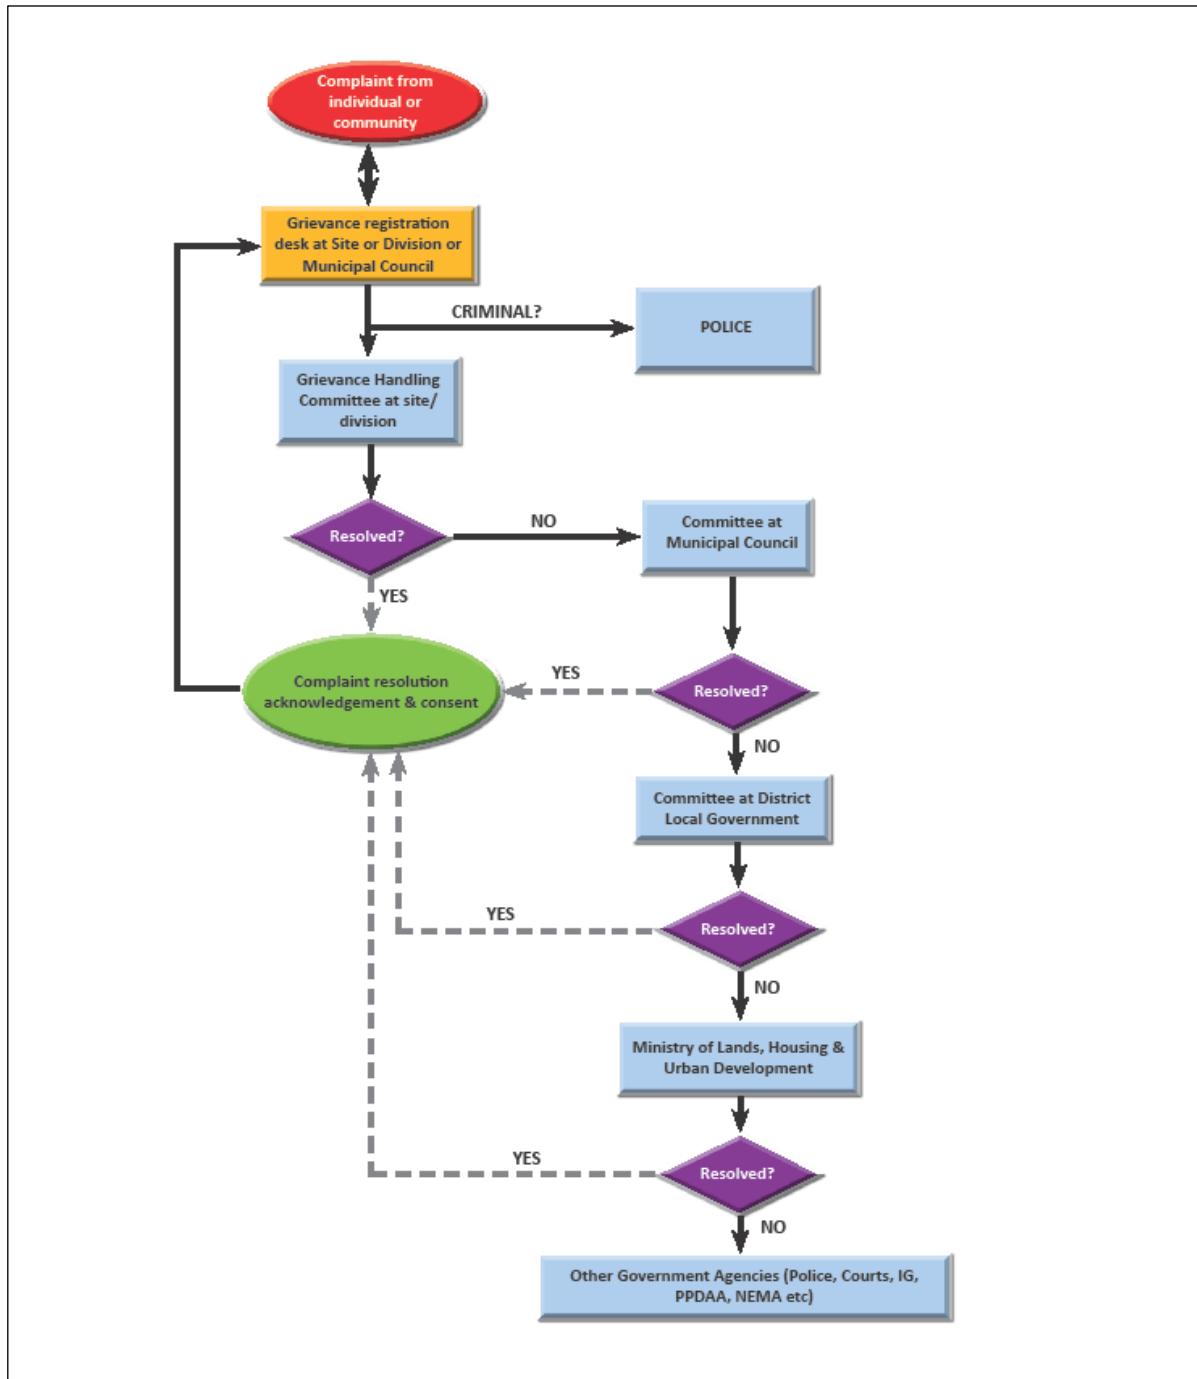 Complaint from
individual or
community
Grievance registration
desk at Site or Division or
Municipal Council
CRIMINAL?
POLICE
Grievance Handling
Committee at site/
division
Resolved?
NO
Committee at
Municipal Council
YES
Complaint resolution
acknowledgement & consent
YES
Resolved?
NO
Committee at District
Local Government
YES
Resolved?
NO
Ministry of Lands, Housing &
Urban Development
YES
Resolved?
NO
Other Government Agencies (Police, Courts, IG,
PPDAA, NEMA etc)